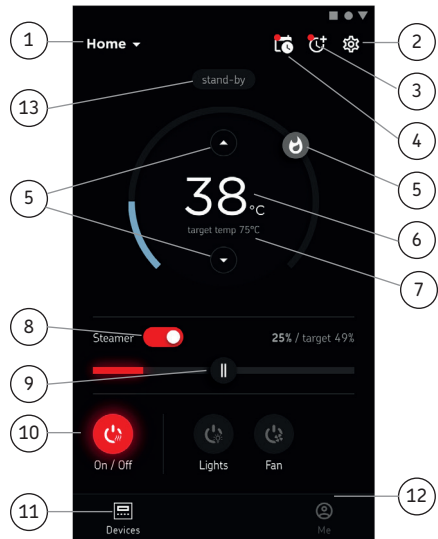 1
Home
2
3
4
13
stand-by
5
5
38 °C
target temp 75°C
6
7
8
Steamer
25% / target 49%
9
10
On / Off
Lights
Fan
11
Devices
12
Me